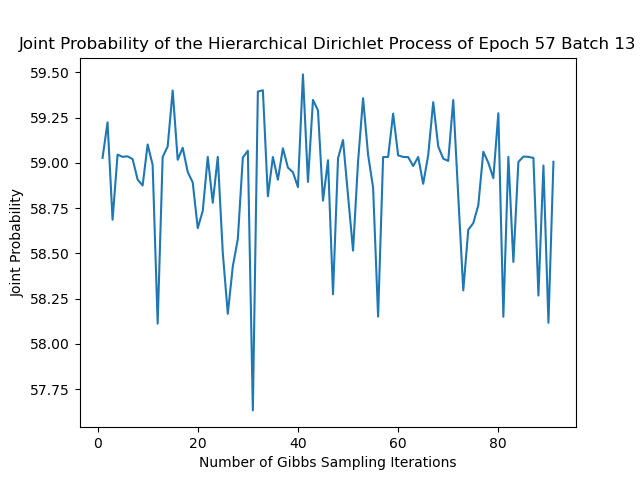 Joint Probability of the Hierarchical Dirichlet Process of Epoch 57 Batch 13
59.50
59.25
59.00
58.75
58.50
58.25
58.00
57.75
Joint Probability
0 20 40 60 80
Number of Gibbs Sampling Iterations